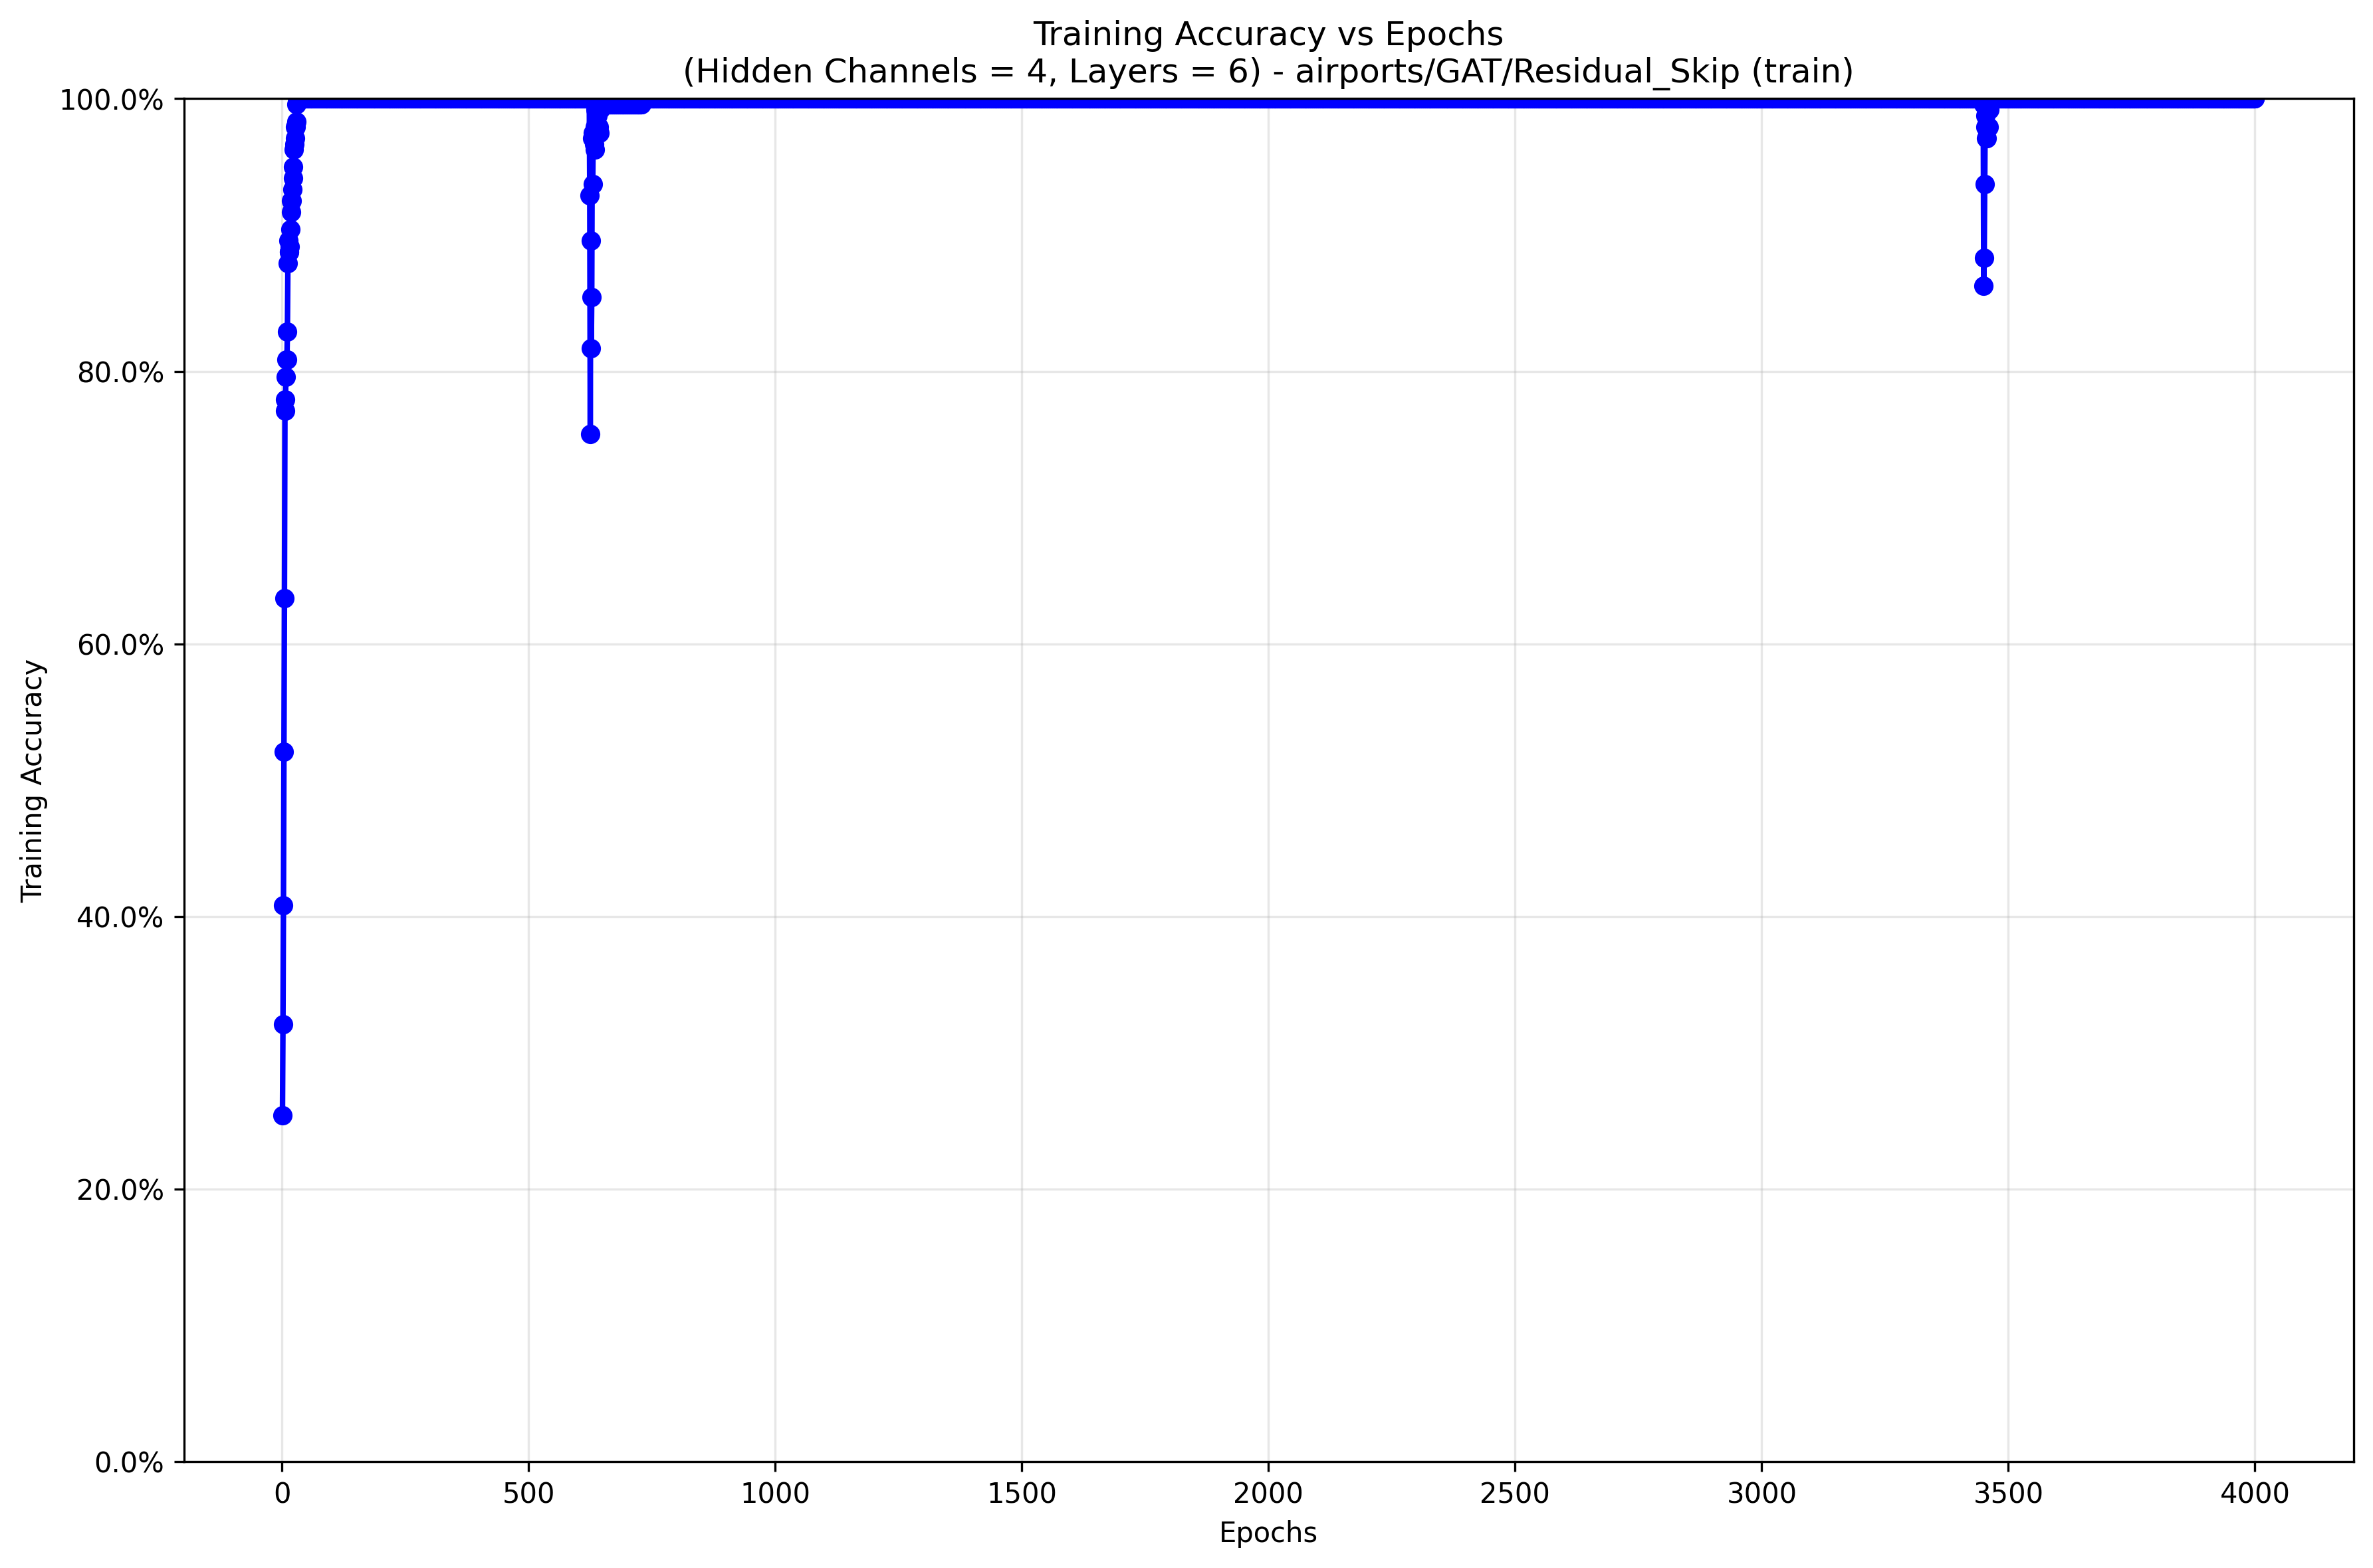 Training Accuracy vs Epochs
(Hidden Channels = 4, Layers = 6) - airports/GAT/Residual_Skip (train)
Training Accuracy
100.0%
80.0%
60.0%
40.0%
20.0%
0.0%
0 500 1000 1500 2000 2500 3000 3500 4000
Epochs